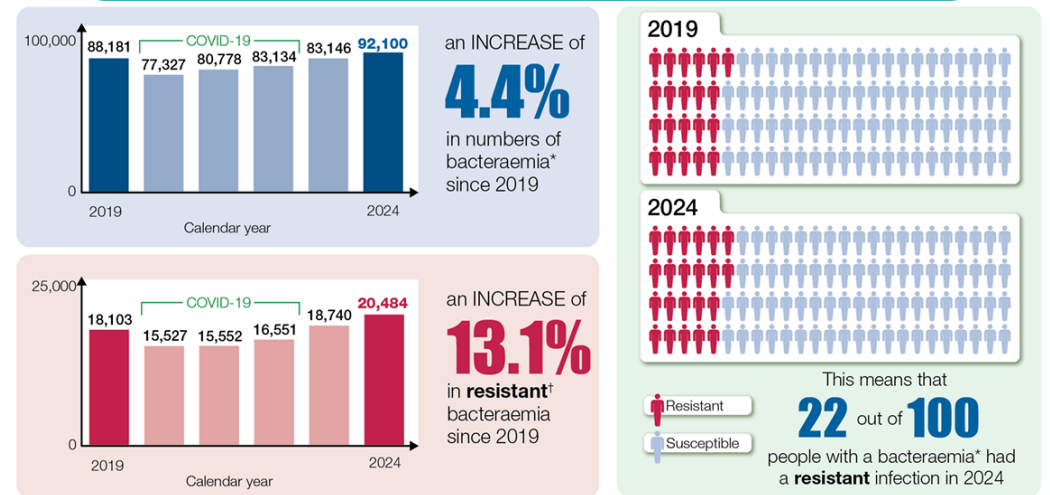 100,000
88,181
COVID-19
77,327
80,778
83,134
83,146
92,100
0
2019
2024
Calendar year
an INCREASE of
4.4%
in numbers of
bacteraemia*
since 2019
25,000
18,103
COVID-19
15,527
15,552
16,551
18,740
20,484
0
2019
2024
Calendar year
an INCREASE of
13.1%
in resistant†
bacteraemia
since 2019
2019
2024
Resistant
Susceptible
This means that
22 out of 100
people with a bacteraemia* had
a resistant infection in 2024